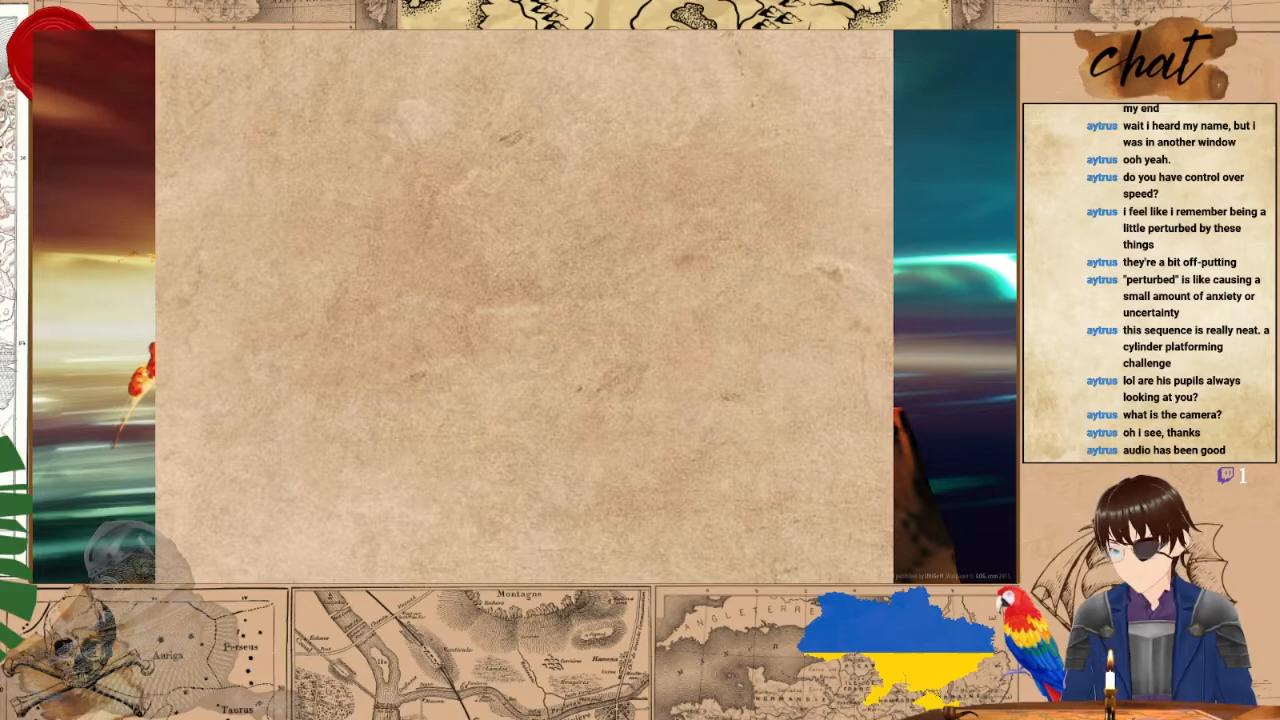 chat
my end
aytrus wait i heard my name, but i
was in another window
aytrus ooh yeah.
aytrus do you have control over
speed?
aytrus i feel like i remember being a
little perturbed by these
things
aytrus they're a bit off-putting
aytrus "perturbed" is like causing a
small amount of anxiety or
uncertainty
aytrus this sequence is really neat. a
cylinder platforming
challenge
aytrus lol are his pupils always
looking at you?
aytrus what is the camera?
aytrus oh i see, thanks
aytrus audio has been good
1
Montagne
ANGLETERRE
Auriga
Perseus
Taurus